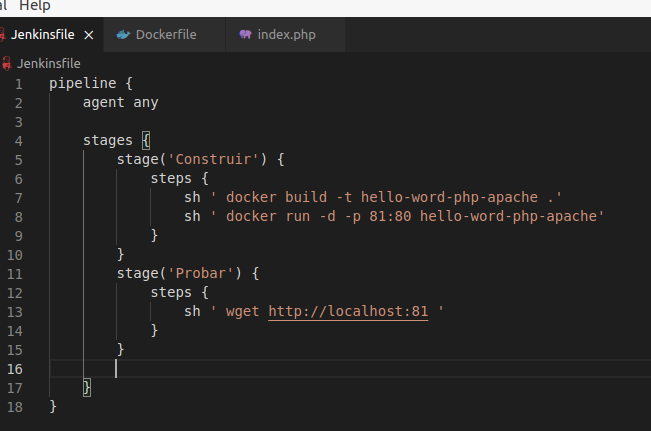 al Help
Jenkinsfile × Dockerfile index.php
Jenkinsfile
1 pipeline {
2     agent any
3
4     stages {
5         stage('Construir') {
6             steps {
7                 sh ' docker build -t hello-word-php-apache .'
8                 sh ' docker run -d -p 81:80 hello-word-php-apache'
9             }
10         }
11         stage('Probar') {
12             steps {
13                 sh ' wget http://localhost:81 '
14             }
15         }
16
17     }
18 }